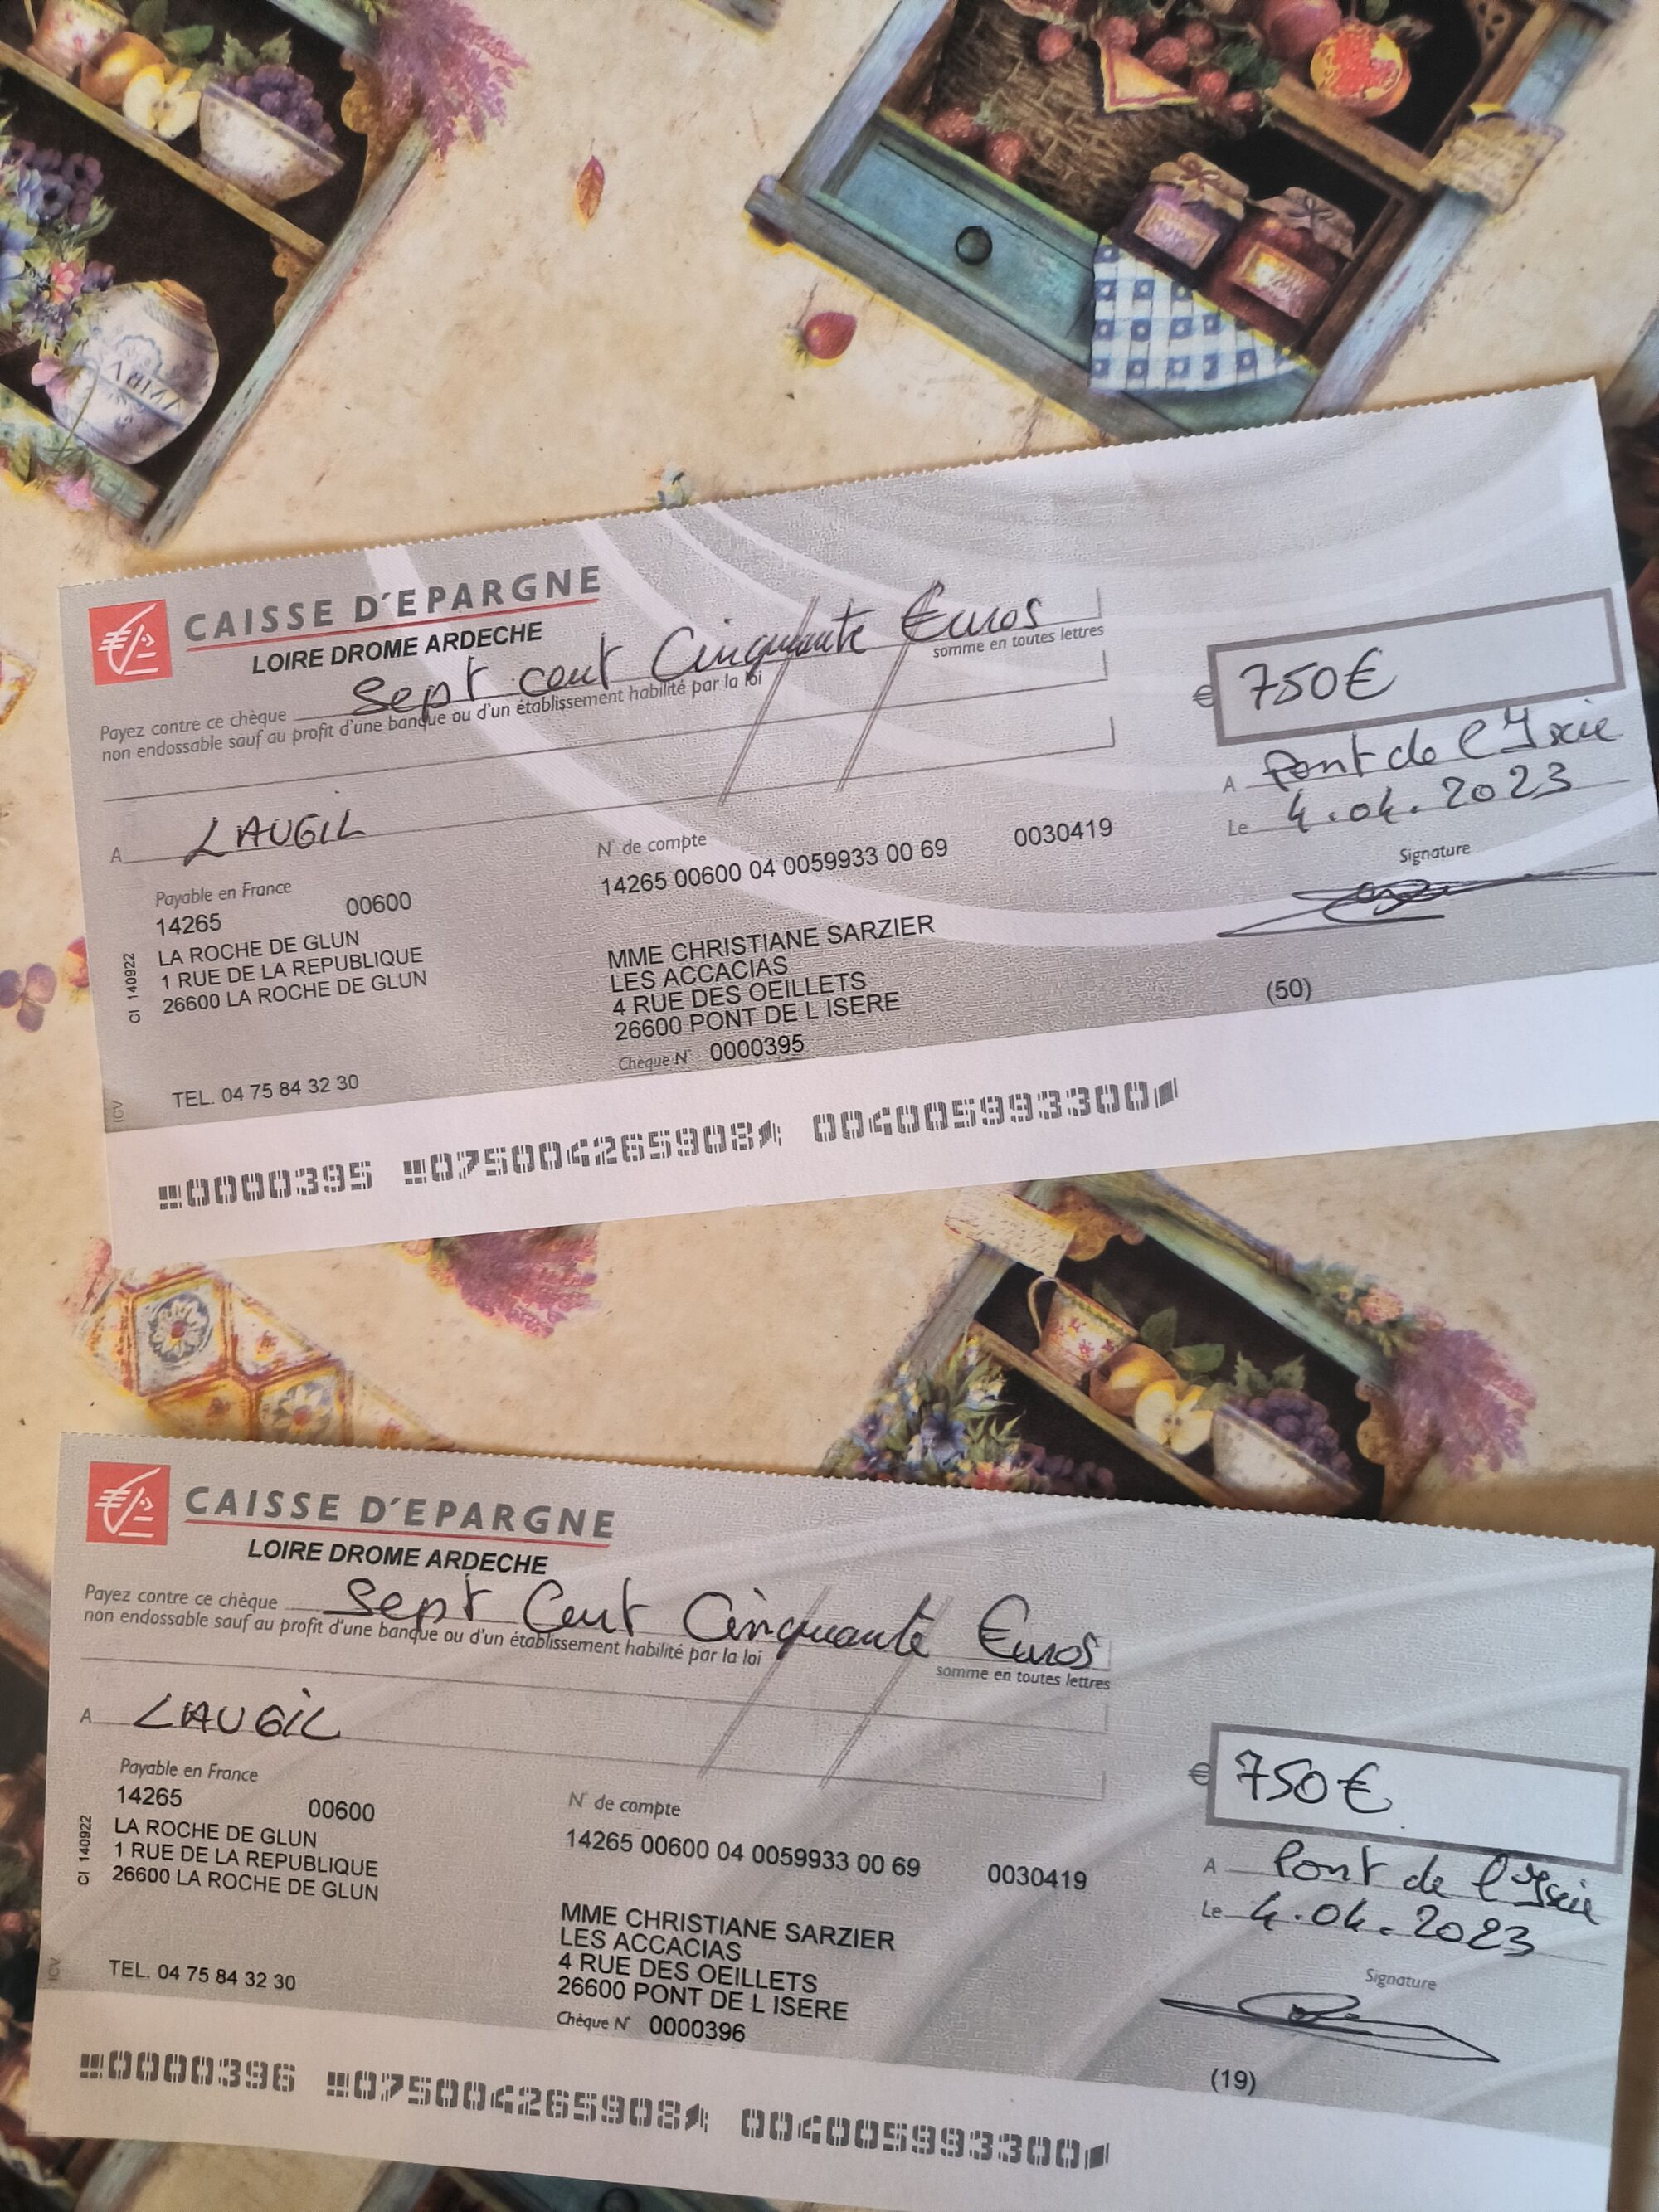 CAISSE D'EPARGNE
LOIRE DROME ARDECHE
Payez contre ce chèque Sept cent Cinquante Euros
somme en toutes lettres
non endossable sauf au profit d'une banque ou d'un établissement habilité par la loi
€ 750€
A Pont de l'Isère
Le 4.04.2023
A LAUGIL
Signature
Payable en France
14265 00600
LA ROCHE DE GLUN
1 RUE DE LA REPUBLIQUE
26600 LA ROCHE DE GLUN
CI 140922
TEL. 04 75 84 32 30
ICV
N° de compte
14265 00600 04 0059933 00 69 0030419
MME CHRISTIANE SARZIER
LES ACCACIAS
4 RUE DES OEILLETS
26600 PONT DE L ISERE
Chèque N° 0000395
(50)
0000395 075004265908 004005993300
CAISSE D'EPARGNE
LOIRE DROME ARDECHE
Payez contre ce chèque Sept Cent Cinquante Euros
somme en toutes lettres
non endossable sauf au profit d'une banque ou d'un établissement habilité par la loi
A LAUGIL
€ 750€
A Pont de l'Isère
Le 4.04.2023
Signature
Payable en France
14265 00600
LA ROCHE DE GLUN
1 RUE DE LA REPUBLIQUE
26600 LA ROCHE DE GLUN
CI 140922
TEL. 04 75 84 32 30
ICV
N° de compte
14265 00600 04 0059933 00 69 0030419
MME CHRISTIANE SARZIER
LES ACCACIAS
4 RUE DES OEILLETS
26600 PONT DE L ISERE
Chèque N° 0000396
(19)
0000396 075004265908 004005993300